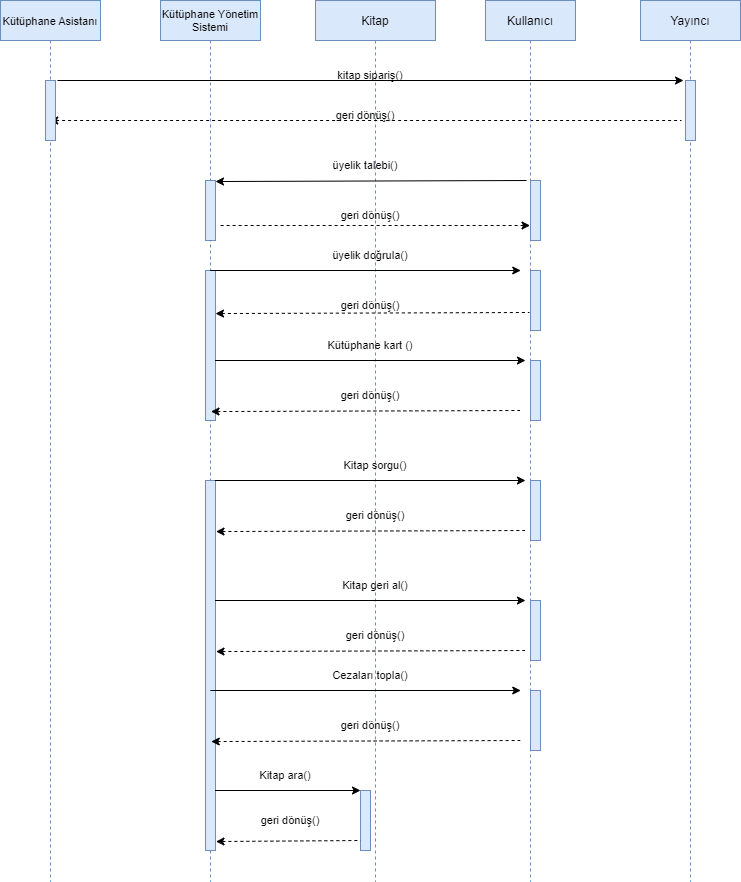 Kütüphane Asistanı
Kütüphane Yönetim
Sistemi
Kitap
Kullanıcı
Yayıncı
kitap sipariş()
geri dönüş()
üyelik talebi()
geri dönüş()
üyelik doğrula()
geri dönüş()
Kütüphane kart ()
geri dönüş()
Kitap sorgu()
geri dönüş()
Kitap geri al()
geri dönüş()
Cezaları topla()
geri dönüş()
Kitap ara()
geri dönüş()